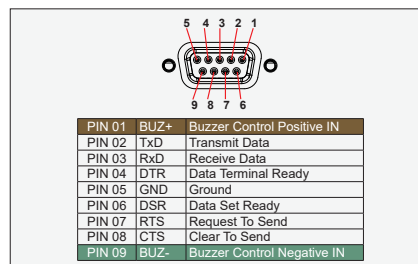 5 4 3 2 1
9 8 7 6
PIN 01 BUZ+ Buzzer Control Positive IN
PIN 02 TxD Transmit Data
PIN 03 RxD Receive Data
PIN 04 DTR Data Terminal Ready
PIN 05 GND Ground
PIN 06 DSR Data Set Ready
PIN 07 RTS Request To Send
PIN 08 CTS Clear To Send
PIN 09 BUZ- Buzzer Control Negative IN